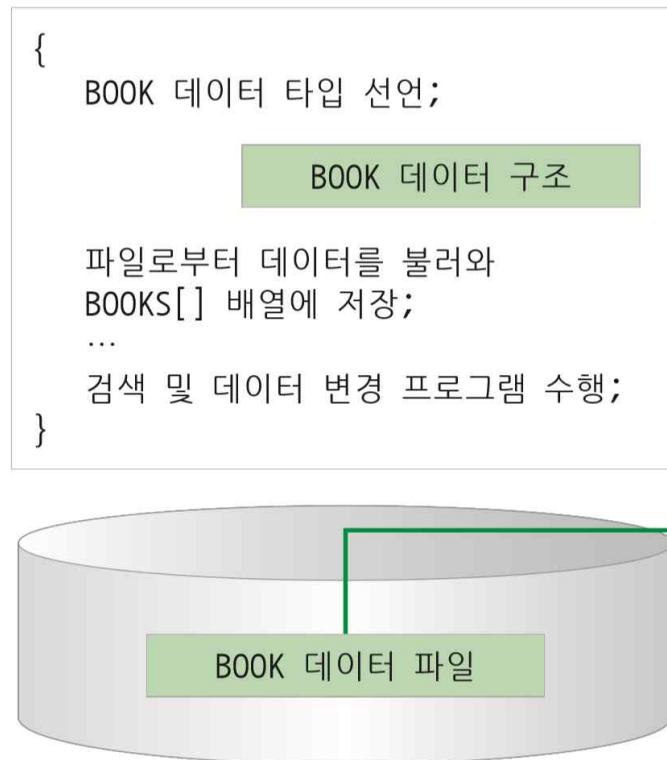 {
BOOK 데이터 타입 선언;
BOOK 데이터 구조
파일로부터 데이터를 불러와
BOOKS[] 배열에 저장;
…
검색 및 데이터 변경 프로그램 수행;
}
BOOK 데이터 파일